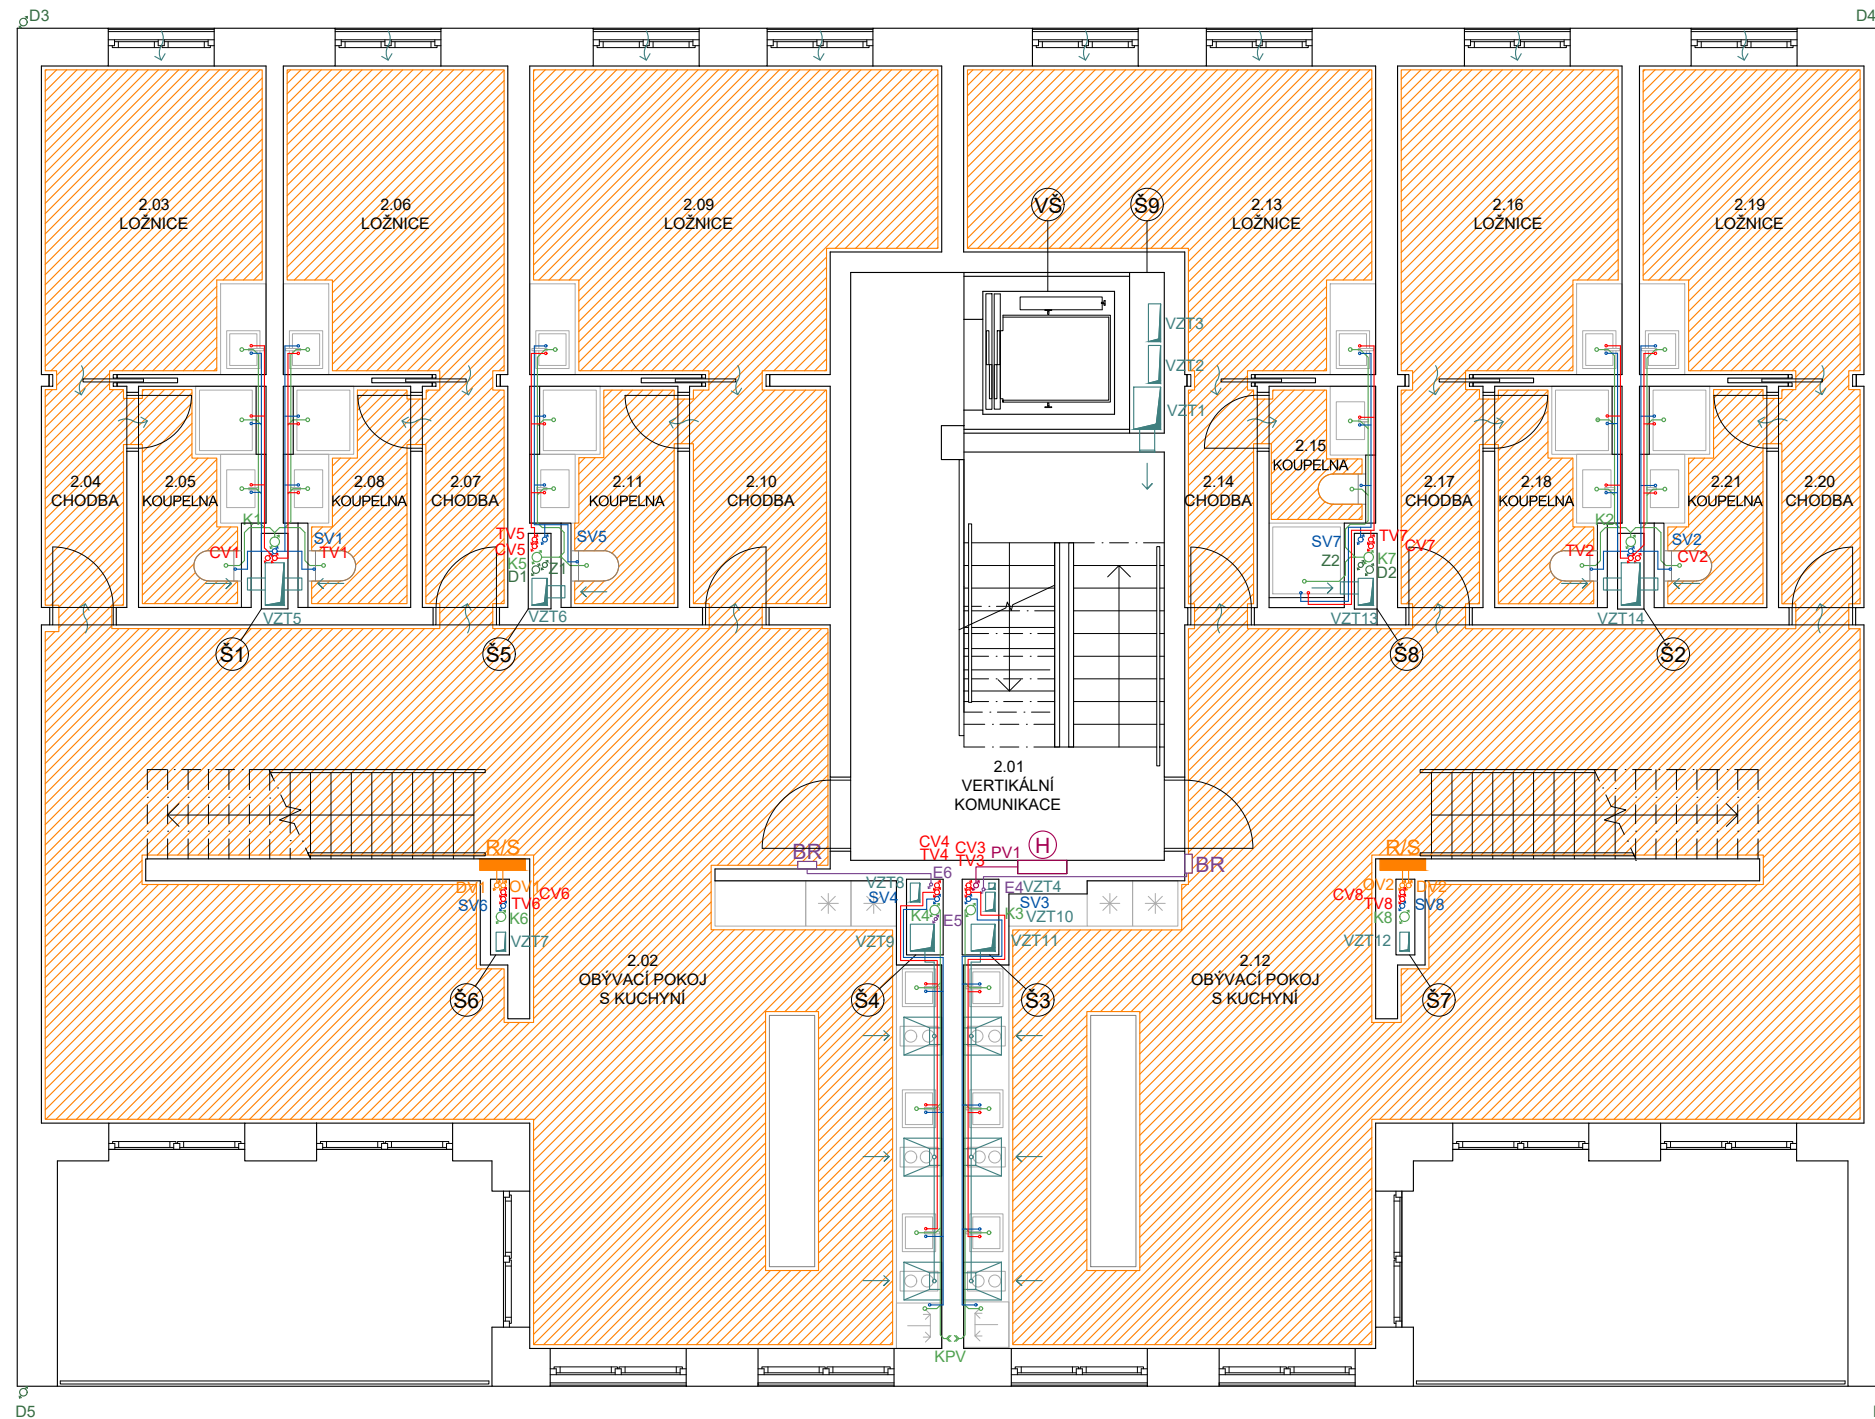 D3
D4
2.03
LOŽNICE
2.06
LOŽNICE
2.09
LOŽNICE
VŠ
Š9
2.13
LOŽNICE
2.16
LOŽNICE
2.19
LOŽNICE
VZT3
VZT2
VZT1
2.04
CHODBA
2.05
KOUPELNA
2.08
KOUPELNA
2.07
CHODBA
2.11
KOUPELNA
2.10
CHODBA
2.14
CHODBA
2.15
KOUPELNA
2.17
CHODBA
2.18
KOUPELNA
2.21
KOUPELNA
2.20
CHODBA
K1
CV1
SV1
TV1
VZT5
Š1
TV5
CV5
K5
D1
Z1
SV5
VZT6
Š5
SV7
TV7
CV7
Z2
K7
D2
VZT13
Š8
K2
TV2
SV2
CV2
VZT14
Š2
2.01
VERTIKÁLNÍ
KOMUNIKACE
R/S
DV1
OV1
SV6
TV6
CV6
K6
VZT7
Š6
BR
CV4
TV4
CV3
TV3
PV1
H
BR
VZT8
SV4
E6
K4
E5
VZT9
Š4
E4
VZT4
SV3
K3
VZT10
VZT11
Š3
R/S
OV2
DV2
CV8
TV8
SV8
K8
VZT12
Š7
2.02
OBÝVACÍ POKOJ
S KUCHYNÍ
2.12
OBÝVACÍ POKOJ
S KUCHYNÍ
KPV
D5